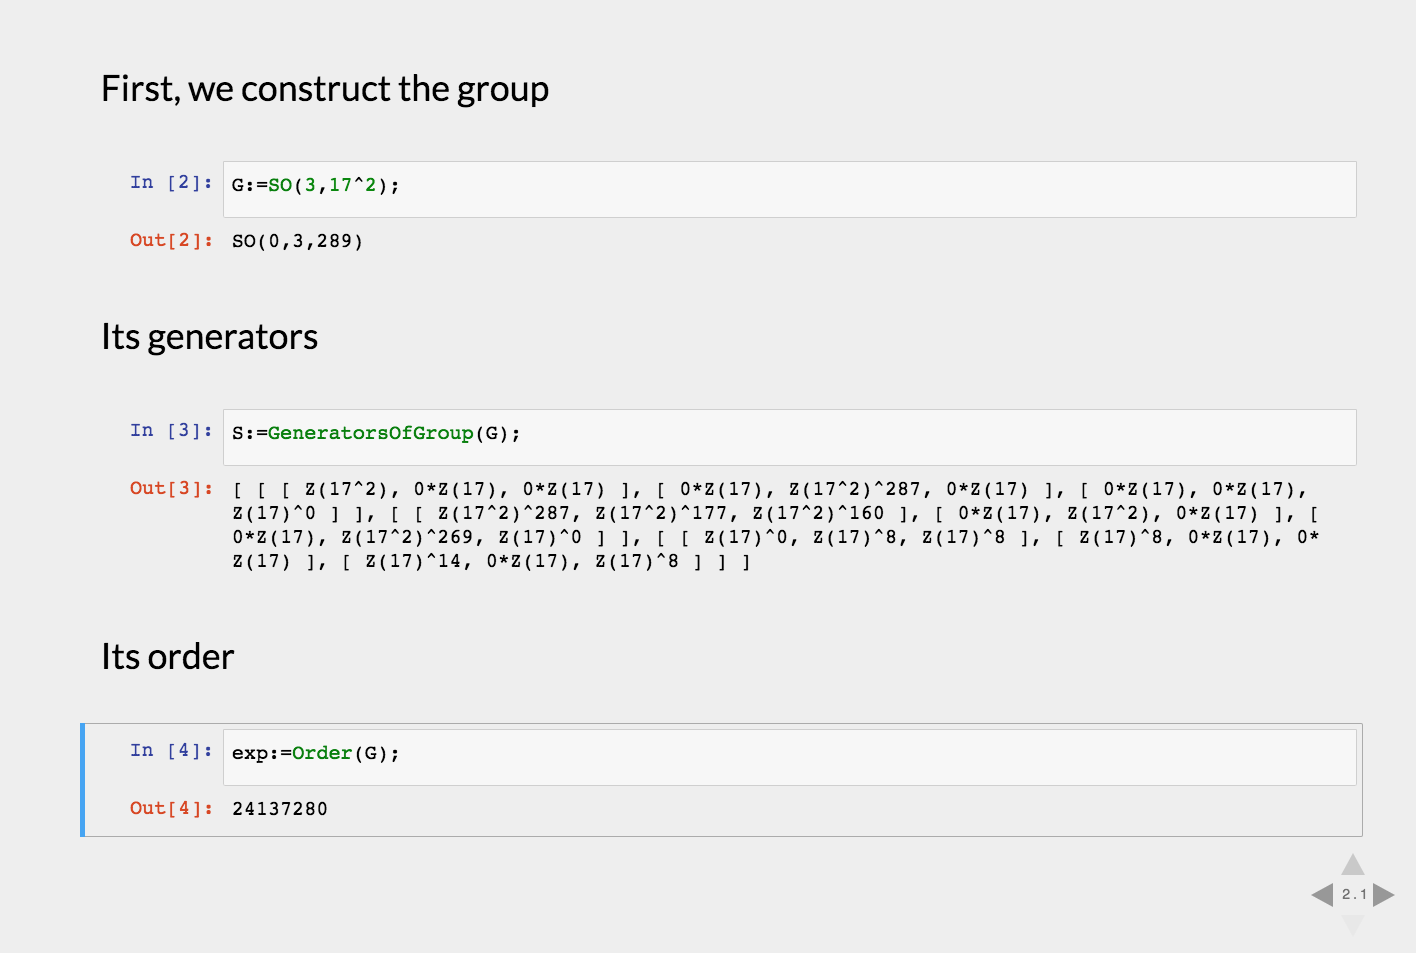 First, we construct the group
In [2]: G:=SO(3,17^2);
Out[2]: SO(0,3,289)
Its generators
In [3]: S:=GeneratorsOfGroup(G);
Out[3]: [ [ [ Z(17^2), 0*Z(17), 0*Z(17) ], [ 0*Z(17), Z(17^2)^287, 0*Z(17) ], [ 0*Z(17), 0*Z(17),
Z(17)^0 ] ], [ [ Z(17^2)^287, Z(17^2)^177, Z(17^2)^160 ], [ 0*Z(17), Z(17^2), 0*Z(17) ], [
0*Z(17), Z(17^2)^269, Z(17)^0 ] ], [ [ Z(17)^0, Z(17)^8, Z(17)^8 ], [ Z(17)^8, 0*Z(17), 0*
Z(17) ], [ Z(17)^14, 0*Z(17), Z(17)^8 ] ] ]
Its order
In [4]: exp:=Order(G);
Out[4]: 24137280
2.1